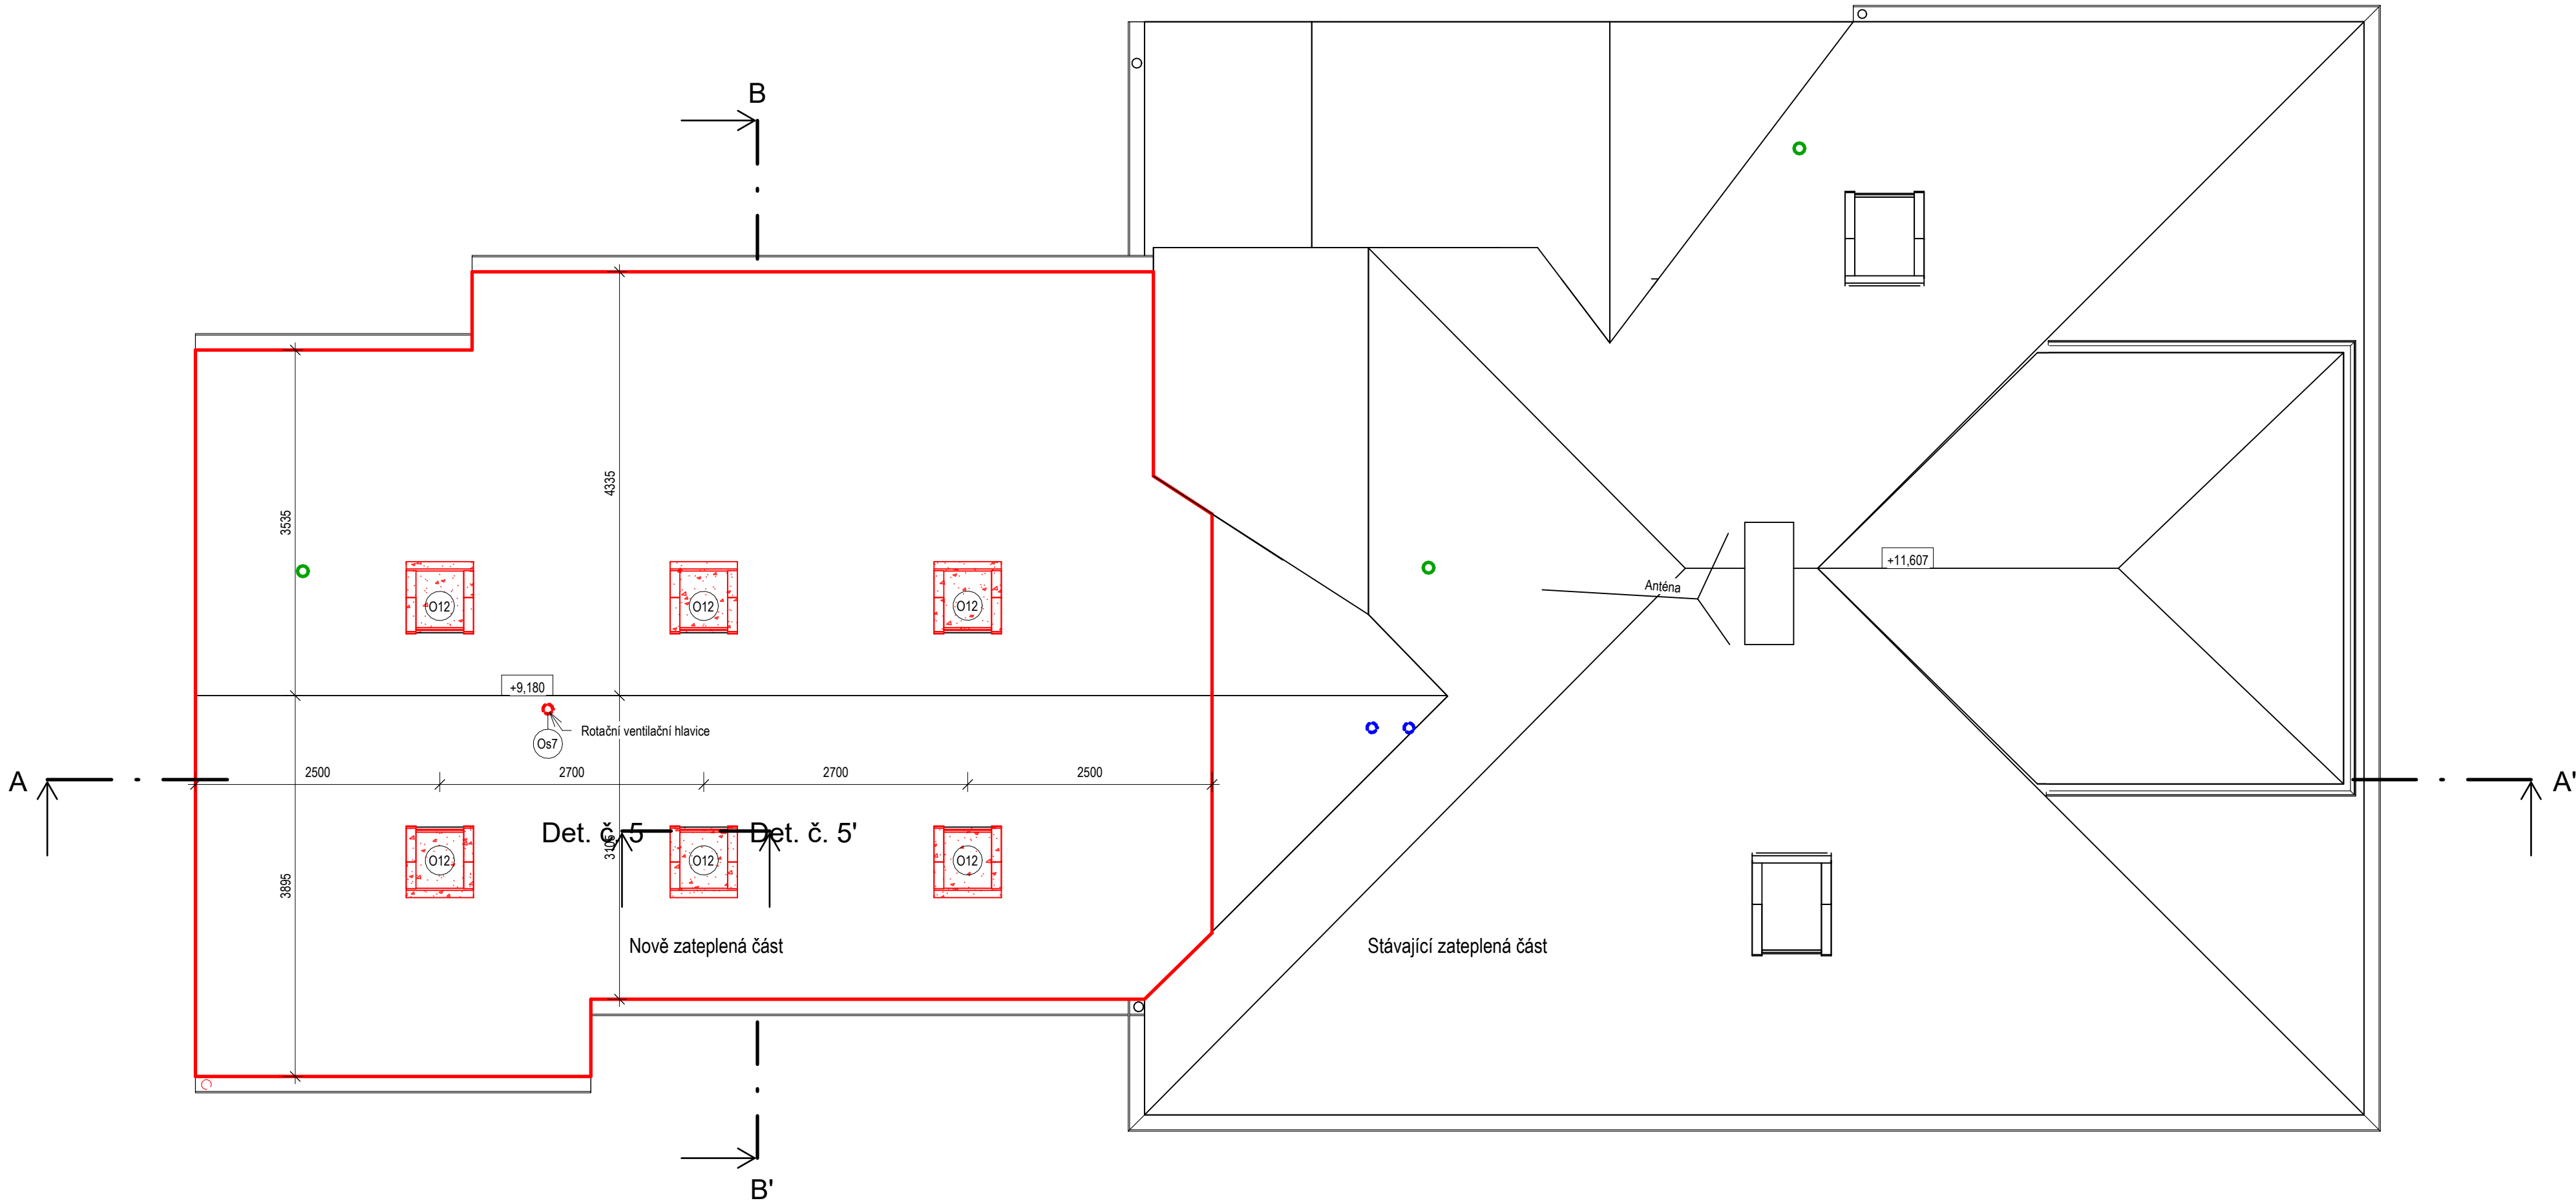 B
4335
3535
O12
O12
O12
Anténa
+11,607
+9,180
Rotační ventilační hlavice
Os7
A
2500
2700
2700
2500
A'
Det. č. 5
Det. č. 5'
3105
3895
O12
O12
O12
Nově zateplená část
Stávající zateplená část
B'